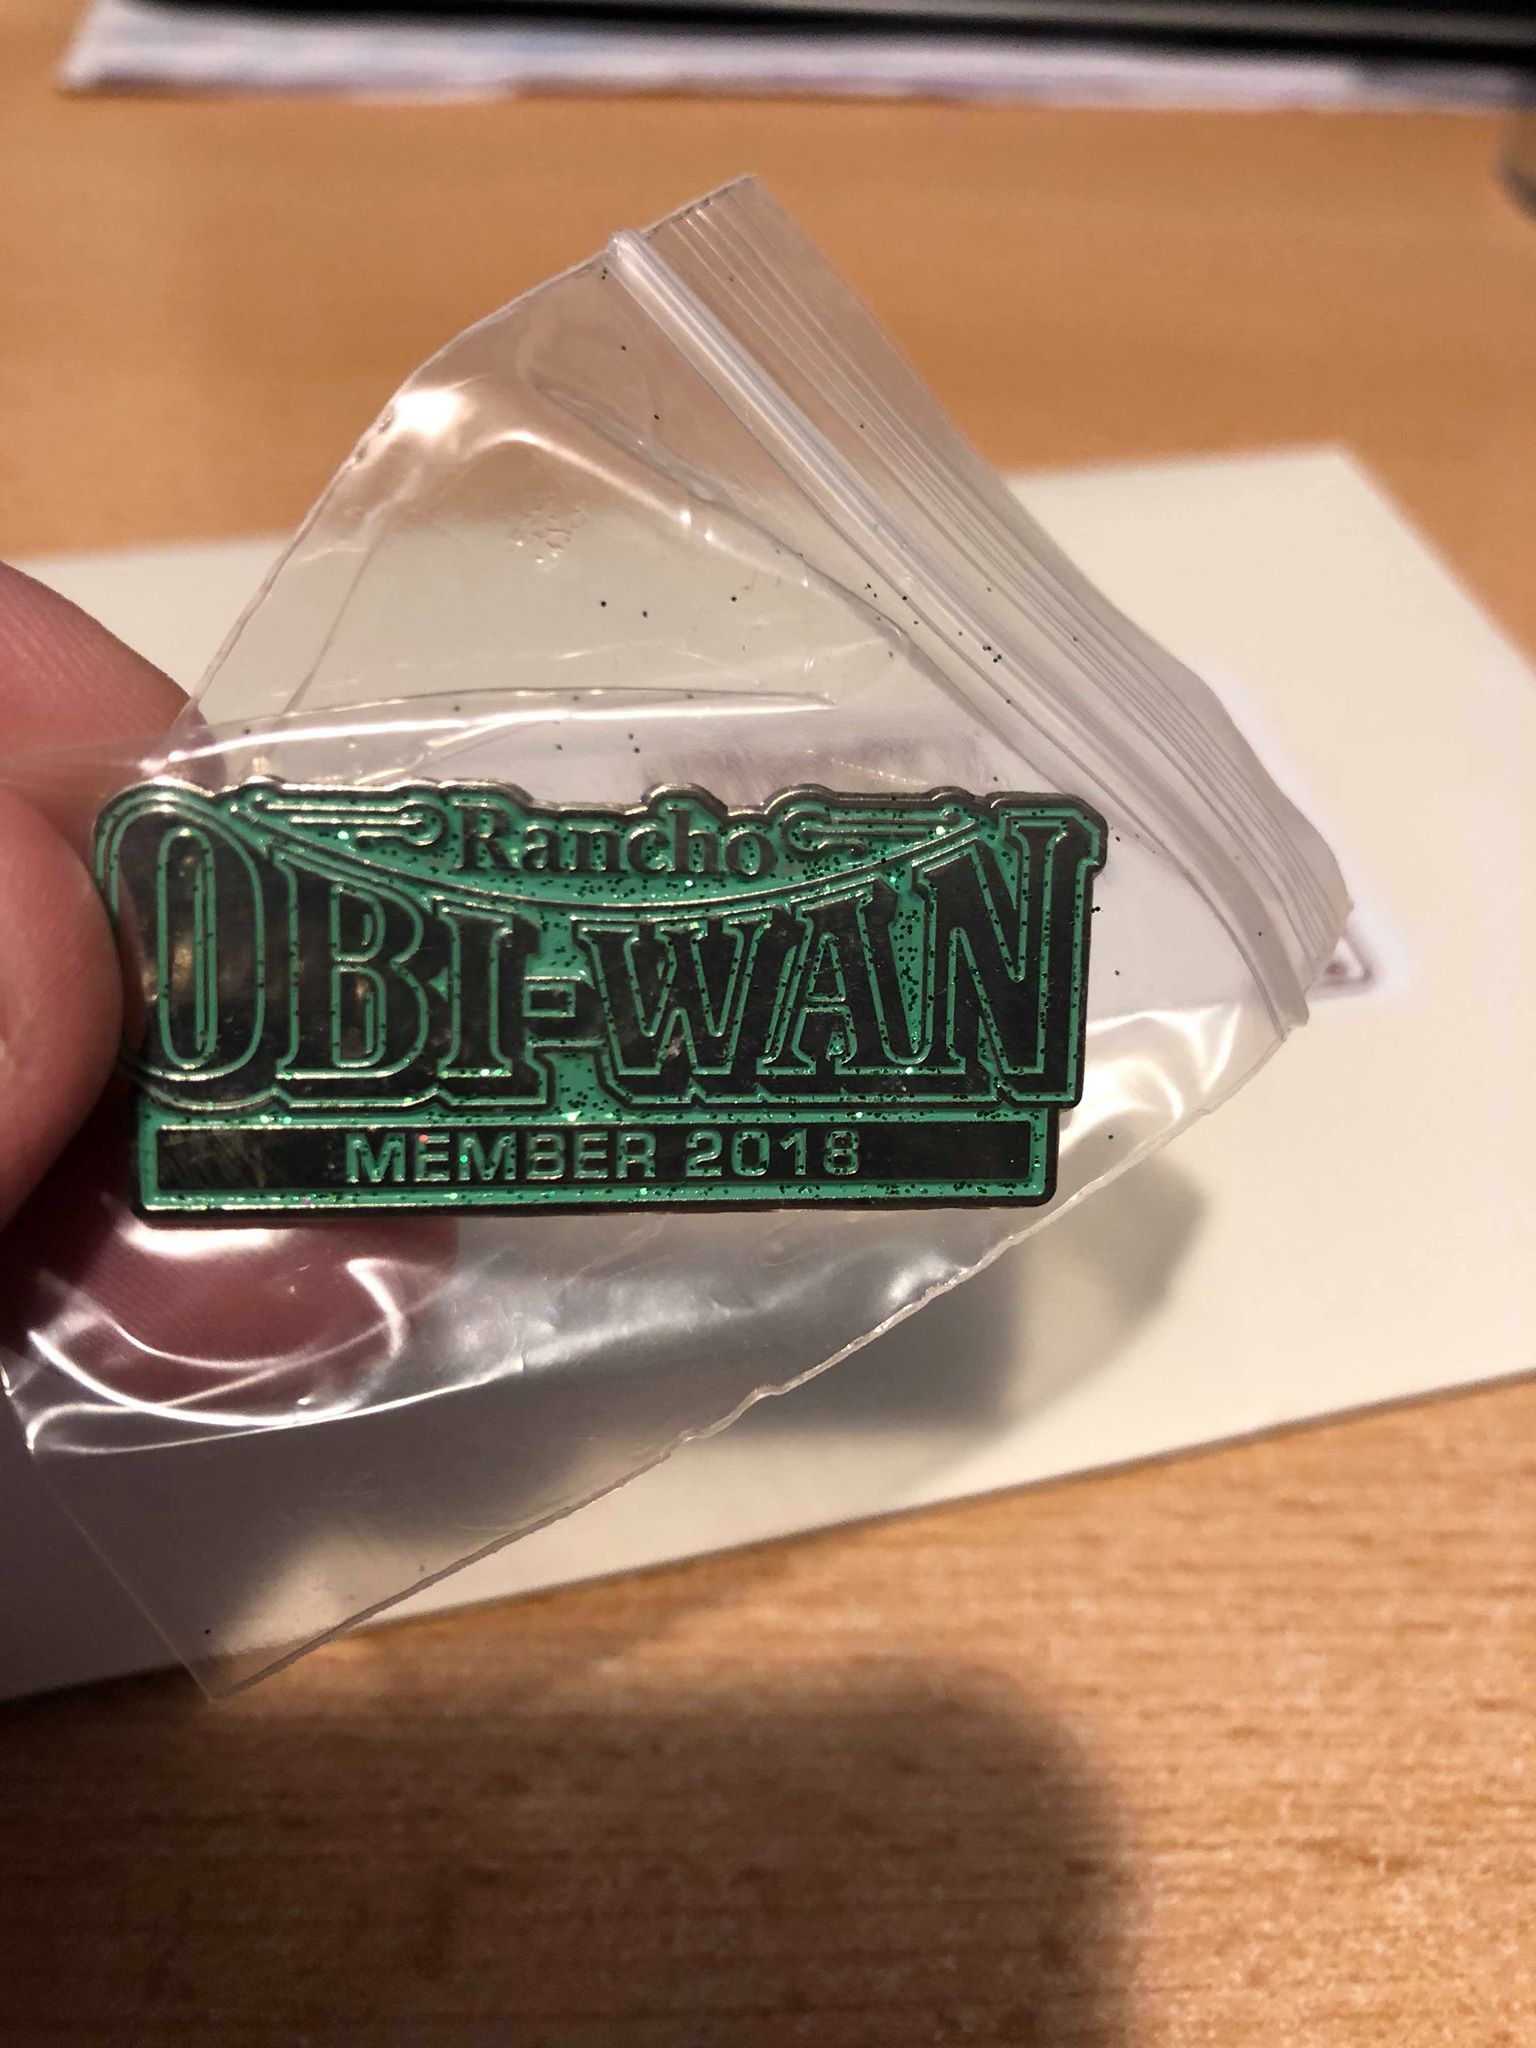 Rancho
OBI-WAN
MEMBER 2018